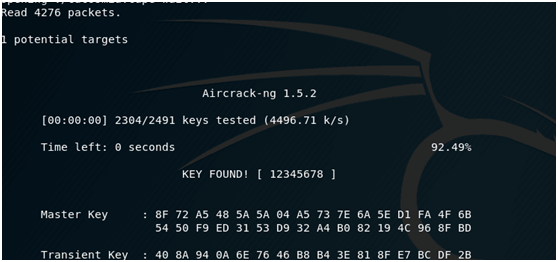 Read 4276 packets.
1 potential targets
Aircrack-ng 1.5.2
[00:00:00] 2304/2491 keys tested (4496.71 k/s)
Time left: 0 seconds 92.49%
KEY FOUND! [ 12345678 ]
Master Key : 8F 72 A5 48 5A 5A 04 A5 73 7E 6A 5E D1 FA 4F 6B
54 50 F9 ED 31 53 D9 32 A4 B0 82 19 4C 96 8F BD
Transient Key : 40 8A 94 0A 6E 76 46 B8 B4 3E 81 8F E7 BC DF 2B